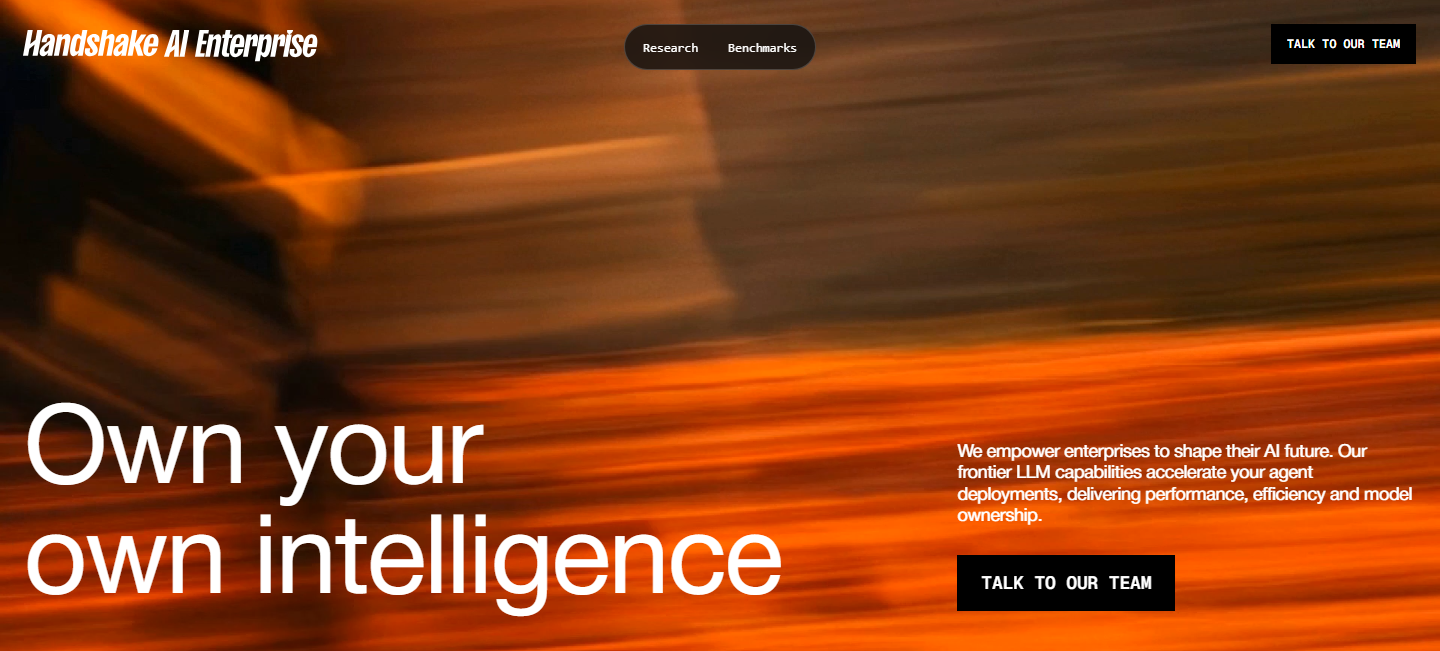 Handshake AI Enterprise
Research
Benchmarks
TALK TO OUR TEAM
Own your
own intelligence
We empower enterprises to shape their AI future. Our
frontier LLM capabilities accelerate your agent
deployments, delivering performance, efficiency and model
ownership.
TALK TO OUR TEAM